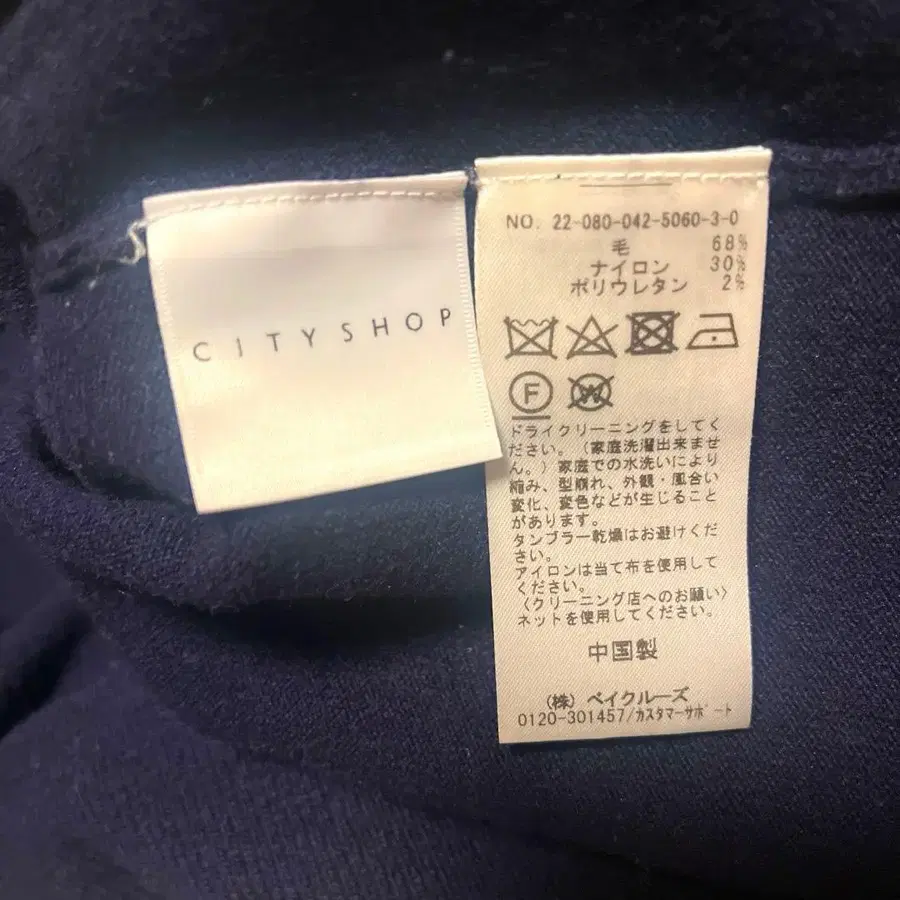 CITYSHOP
NO. 22-080-042-5060-3-0
毛 68%
ナイロン 30%
ポリウレタン 2%
F W
ドライクリーニングをしてく
ださい。（家庭洗濯出来ませ
ん。）家庭での水洗いにより
縮み、型崩れ、外観・風合い
変化、変色などが生じること
があります。
タンブラー乾燥はお避けくだ
さい。
アイロンは当て布を使用して
ください。
〈クリーニング店へのお願い〉
ネットを使用してください。
中国製
（株）ベイクルーズ
0120-301457/カスタマーサポート